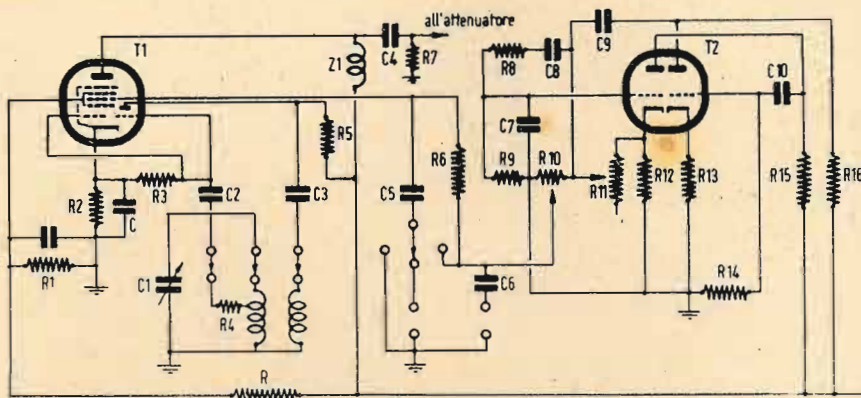 all'attenuatore
T1
C4
R7
Z1
R8
C8
C9
T2
C10
C7
R5
R6
R9
R10
R11
R12
R13
R15
R16
R2
C
R3
C2
C3
C5
R1
C1
R4
C6
R14
R